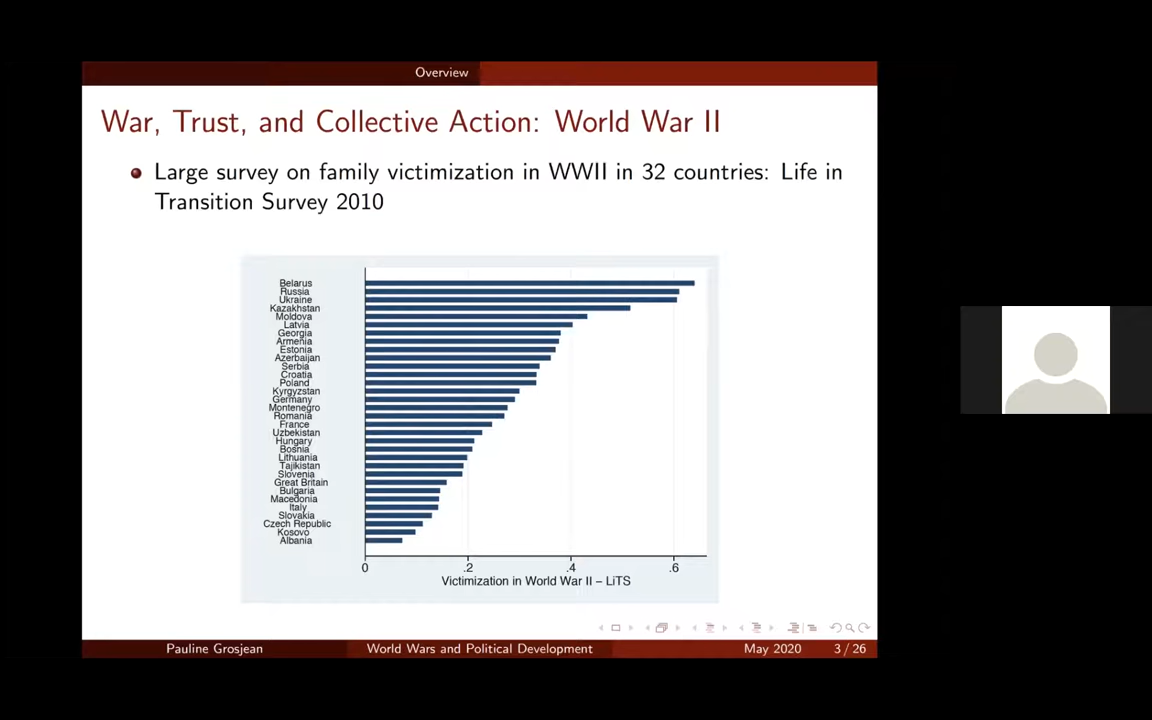 Overview
War, Trust, and Collective Action: World War II
Large survey on family victimization in WWII in 32 countries: Life in
Transition Survey 2010
Belarus
Russia
Ukraine
Kazakhstan
Moldova
Latvia
Georgia
Armenia
Estonia
Azerbaijan
Serbia
Croatia
Poland
Kyrgyzstan
Germany
Montenegro
Romania
France
Uzbekistan
Hungary
Bosnia
Lithuania
Tajikistan
Slovenia
Great Britain
Bulgaria
Macedonia
Italy
Slovakia
Czech Republic
Kosovo
Albania
0 .2 .4 .6
Victimization in World War II – LiTS
Pauline Grosjean World Wars and Political Development May 2020 3 / 26